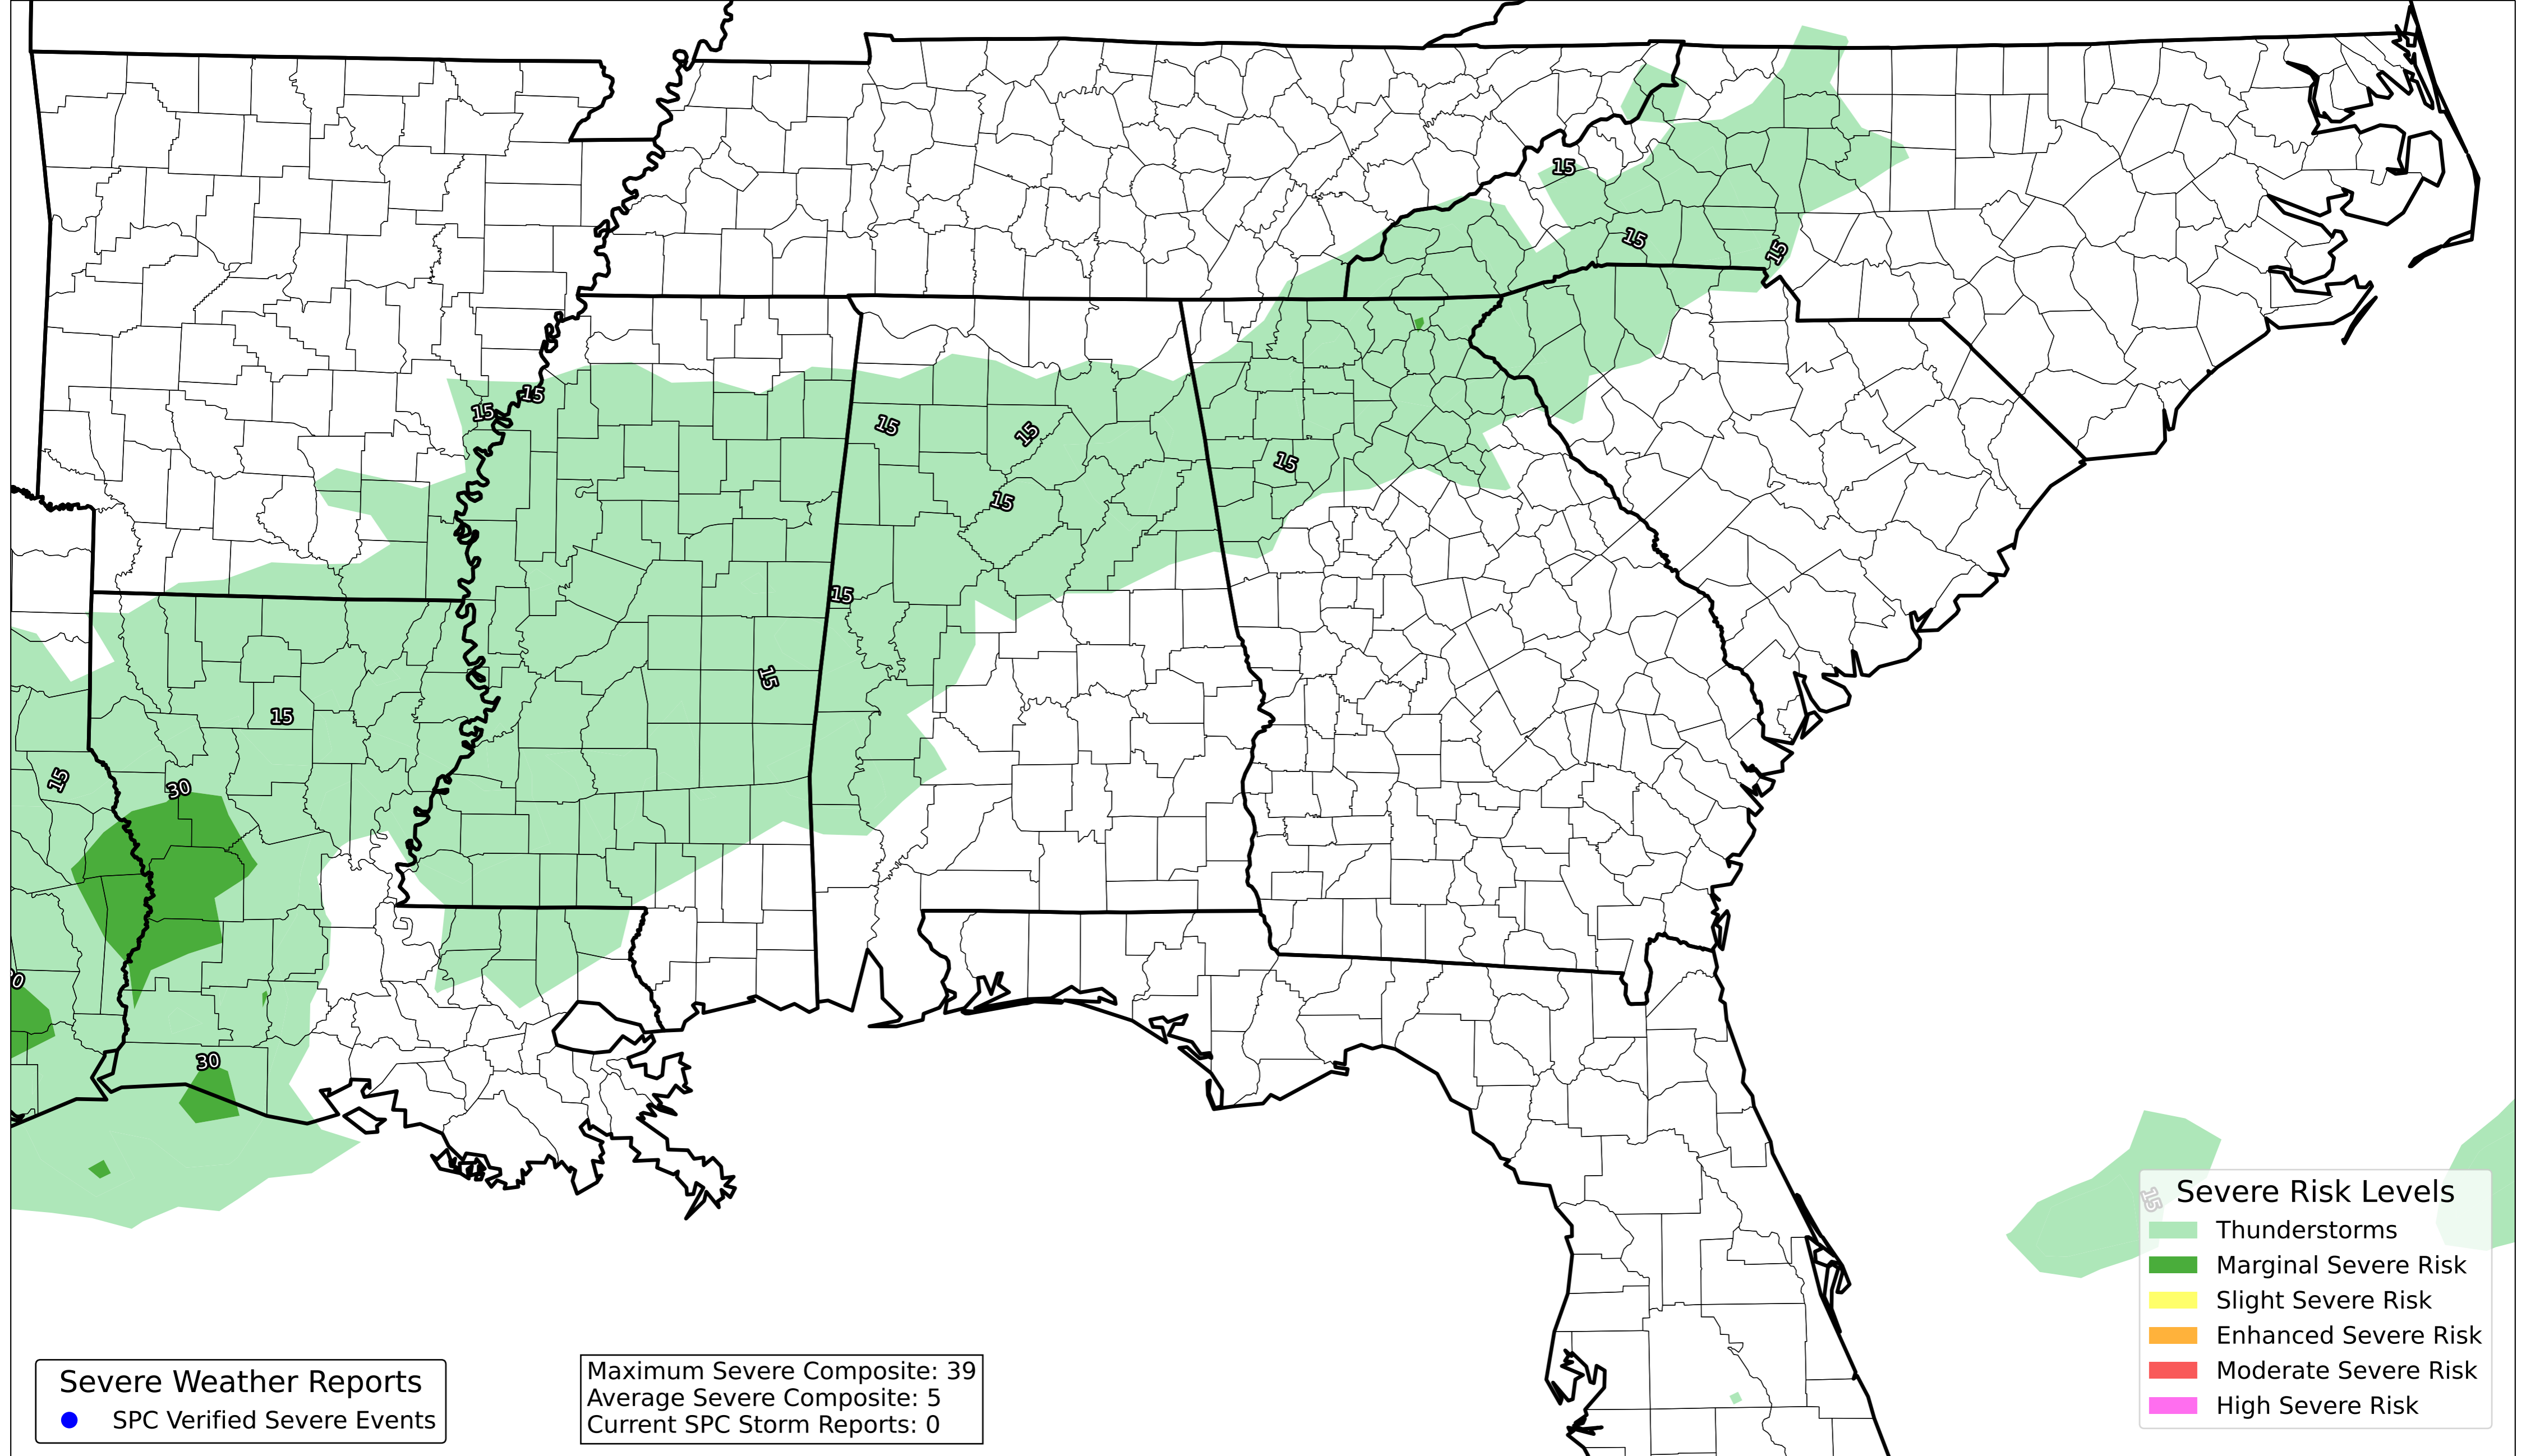 15
15
15
15
15
15
15
15
15
15
15
15
15
30
0
30
15
Severe Risk Levels
Thunderstorms
Marginal Severe Risk
Slight Severe Risk
Enhanced Severe Risk
Moderate Severe Risk
High Severe Risk
Maximum Severe Composite: 39
Average Severe Composite: 5
Current SPC Storm Reports: 0
Severe Weather Reports
SPC Verified Severe Events